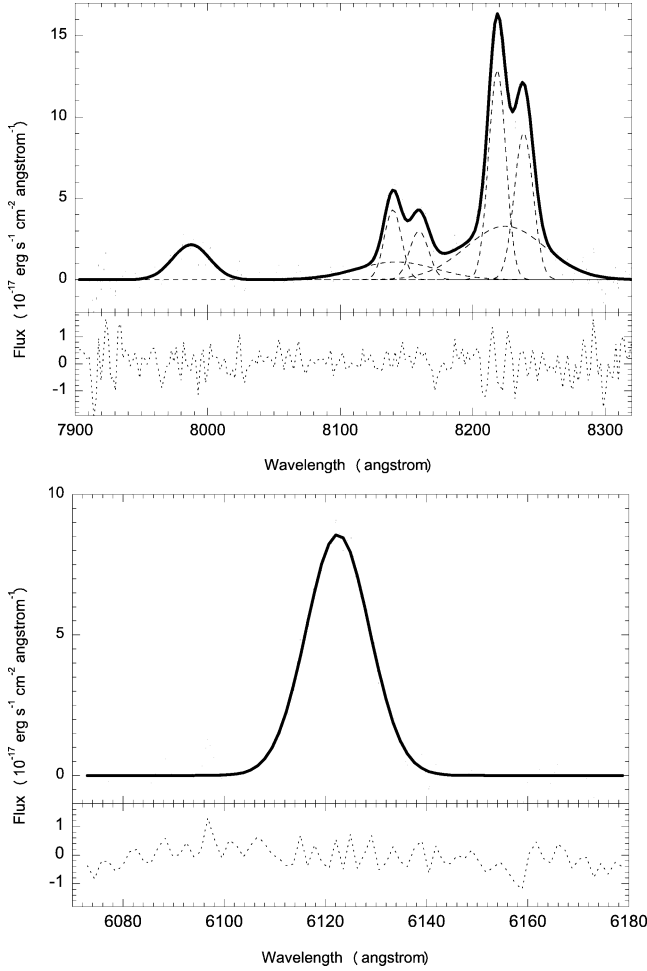 15
10
5
0
Flux (10⁻¹⁷ erg s⁻¹ cm⁻² angstrom⁻¹)
1
0
-1
7900 8000 8100 8200 8300
Wavelength (angstrom)
10
5
0
Flux (10⁻¹⁷ erg s⁻¹ cm⁻² angstrom⁻¹)
1
0
-1
6080 6100 6120 6140 6160 6180
Wavelength (angstrom)